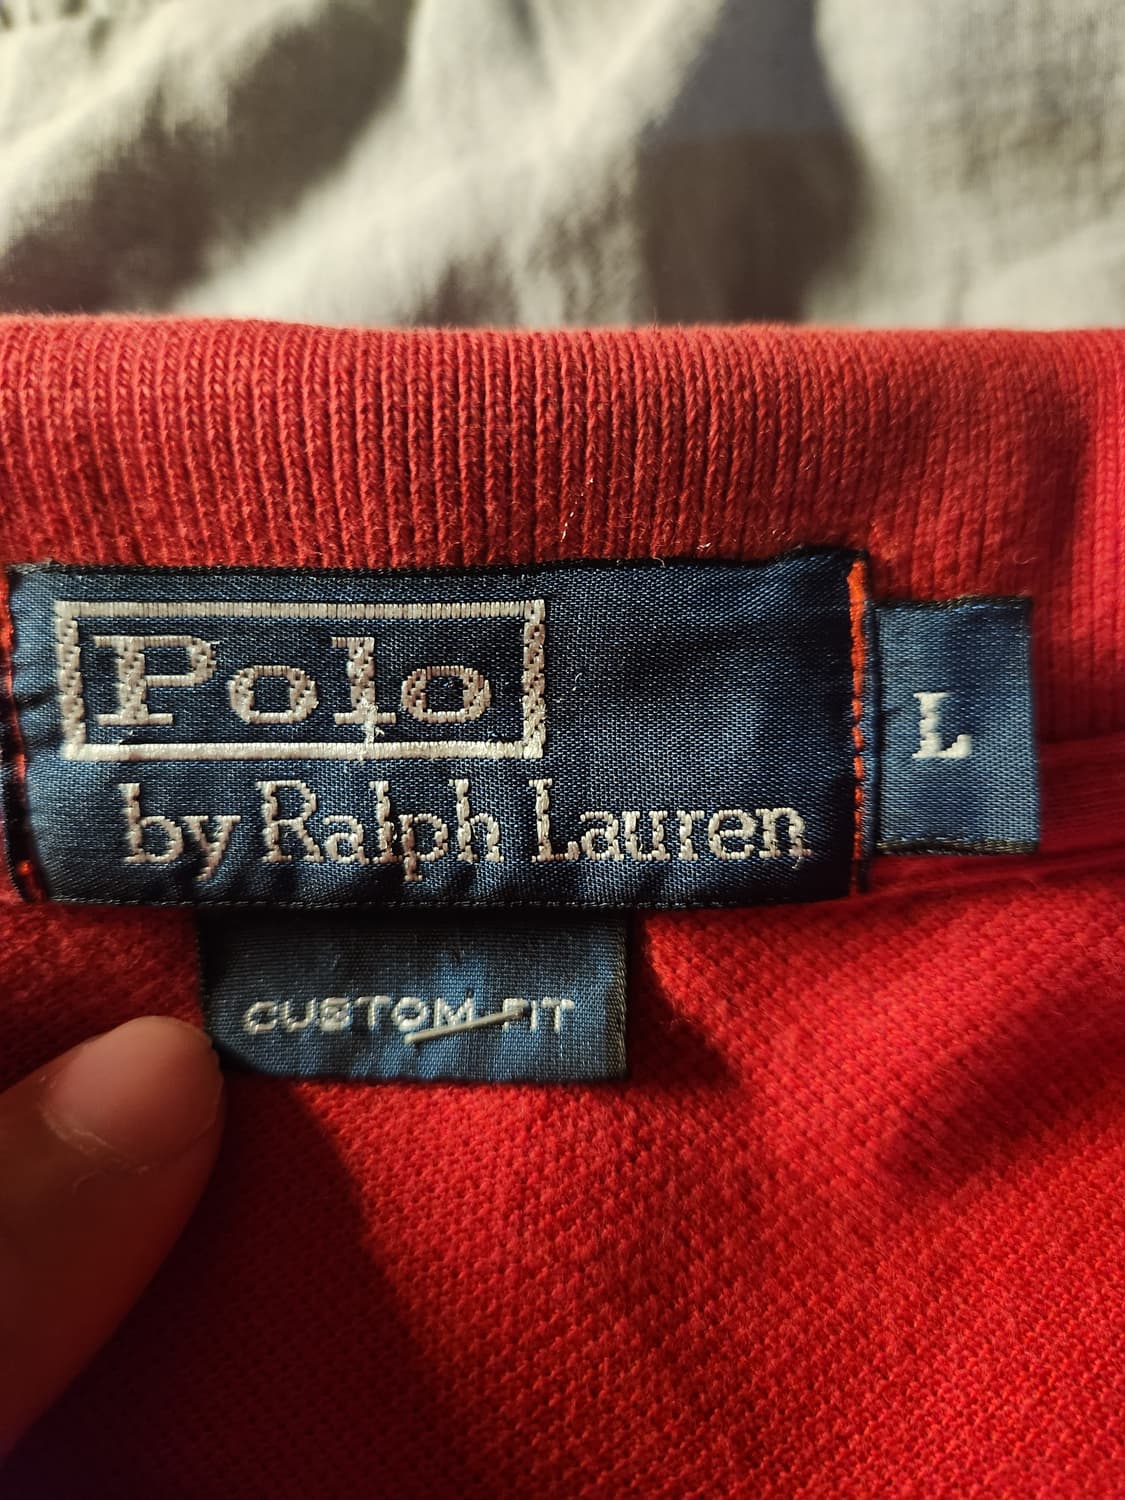 Polo
by Ralph Lauren
L
CUSTOM FIT